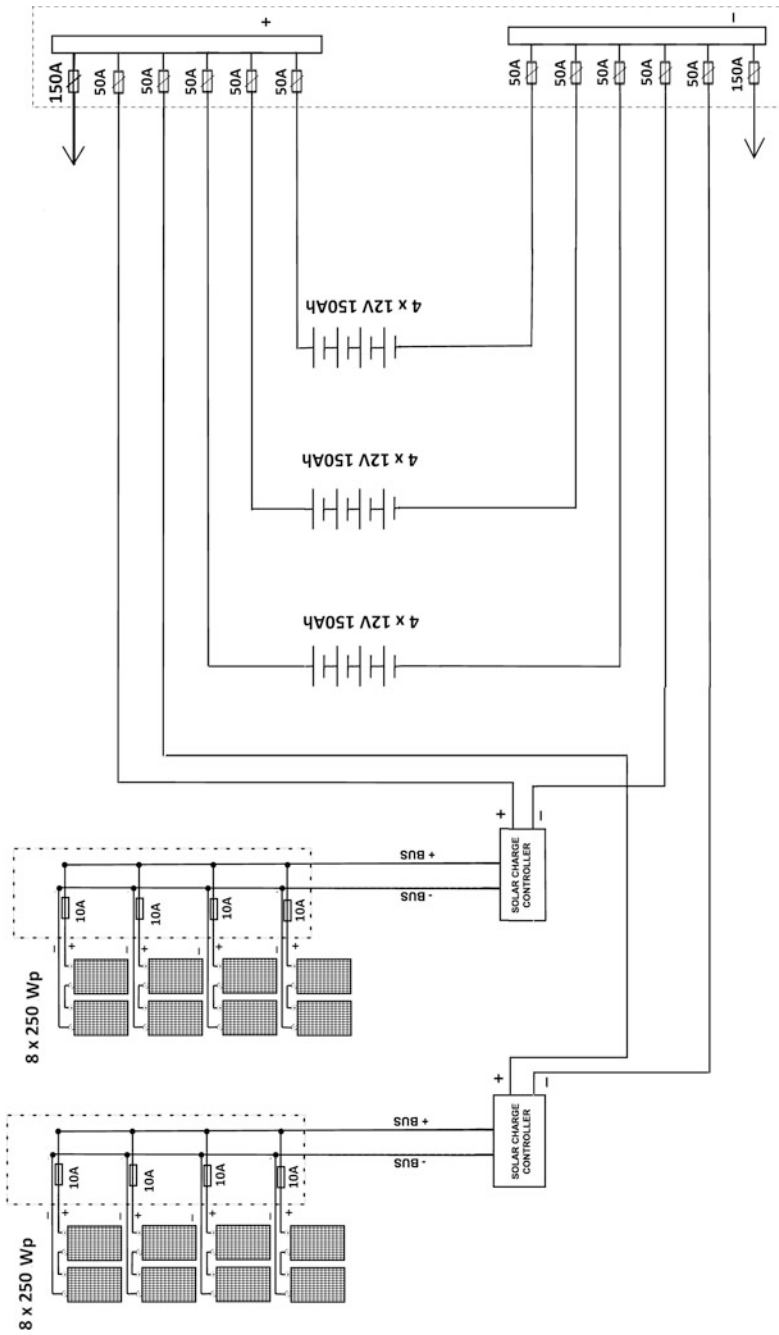 +
−
150A
50A
50A
50A
50A
50A
50A
50A
50A
50A
50A
150A
4 x 12V 150Ah
4 x 12V 150Ah
4 x 12V 150Ah
+
−
SOLAR CHARGE
CONTROLLER
+ BUS
- BUS
10A
10A
10A
10A
−
+
−
+
−
+
−
+
8 x 250 Wp
+
−
SOLAR CHARGE
CONTROLLER
+ BUS
- BUS
10A
10A
10A
10A
−
+
−
+
−
+
−
+
8 x 250 Wp